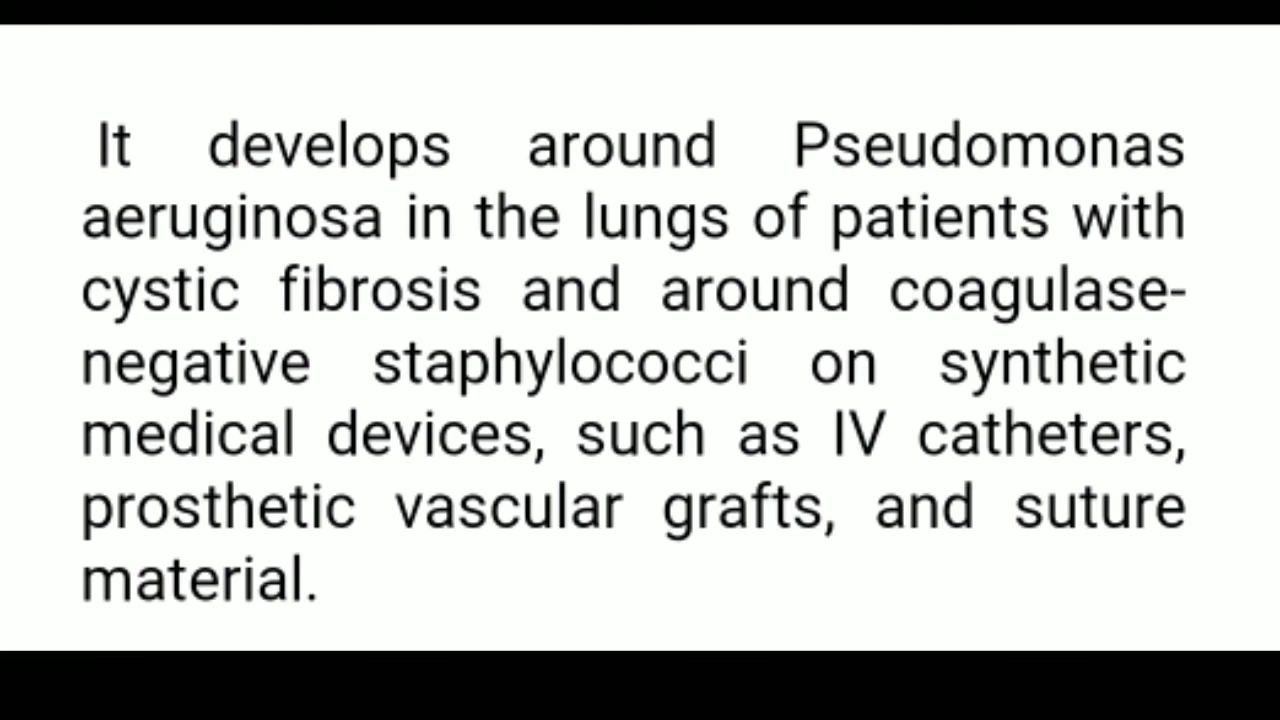 It develops around Pseudomonas
aeruginosa in the lungs of patients with
cystic fibrosis and around coagulase-
negative staphylococci on synthetic
medical devices, such as IV catheters,
prosthetic vascular grafts, and suture
material.